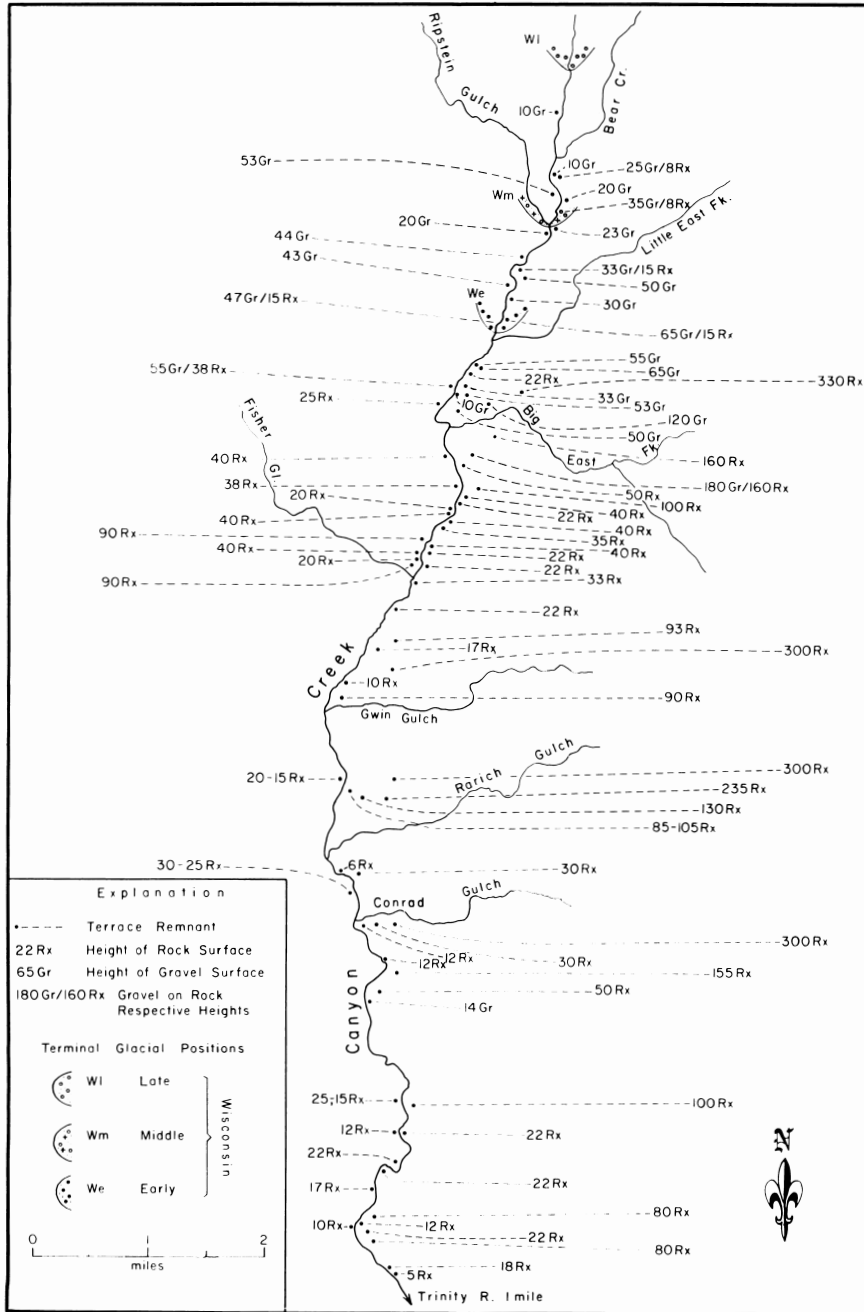 Ripstein
Gulch
Wl
Bear Cr.
10Gr
53Gr
10Gr
25Gr/8Rx
20Gr
Wm
35Gr/8Rx
20Gr
23Gr
Little East Fk.
44Gr
43Gr
33Gr/15Rx
50Gr
We
30Gr
47Gr/15Rx
65Gr/15Rx
55Gr
65Gr
55Gr/38Rx
22Rx
330Rx
25Rx
33Gr
10Gr
53Gr
Big
East
Fk.
120Gr
50Gr
Fisher
Gl.
160Rx
40Rx
180Gr/160Rx
38Rx
50Rx
100Rx
20Rx
40Rx
22Rx
40Rx
40Rx
90Rx
35Rx
40Rx
40Rx
22Rx
20Rx
22Rx
90Rx
33Rx
22Rx
93Rx
17Rx
300Rx
Creek
10Rx
90Rx
Gwin Gulch
20-15Rx
300Rx
Rarich Gulch
235Rx
130Rx
85-105Rx
30-25Rx
6Rx
30Rx
Conrad Gulch
300Rx
12Rx
12Rx
30Rx
155Rx
50Rx
14Gr
Canyon
25;15Rx
100Rx
12Rx
22Rx
22Rx
22Rx
17Rx
80Rx
10Rx
12Rx
22Rx
80Rx
18Rx
5Rx
Trinity R. 1mile
Explanation
Terrace Remnant
22Rx Height of Rock Surface
65Gr Height of Gravel Surface
180Gr/160Rx Gravel on Rock
Respective Heights
Terminal Glacial Positions
Wl Late
Wm Middle
We Early
Wisconsin
0 1 2
miles
N